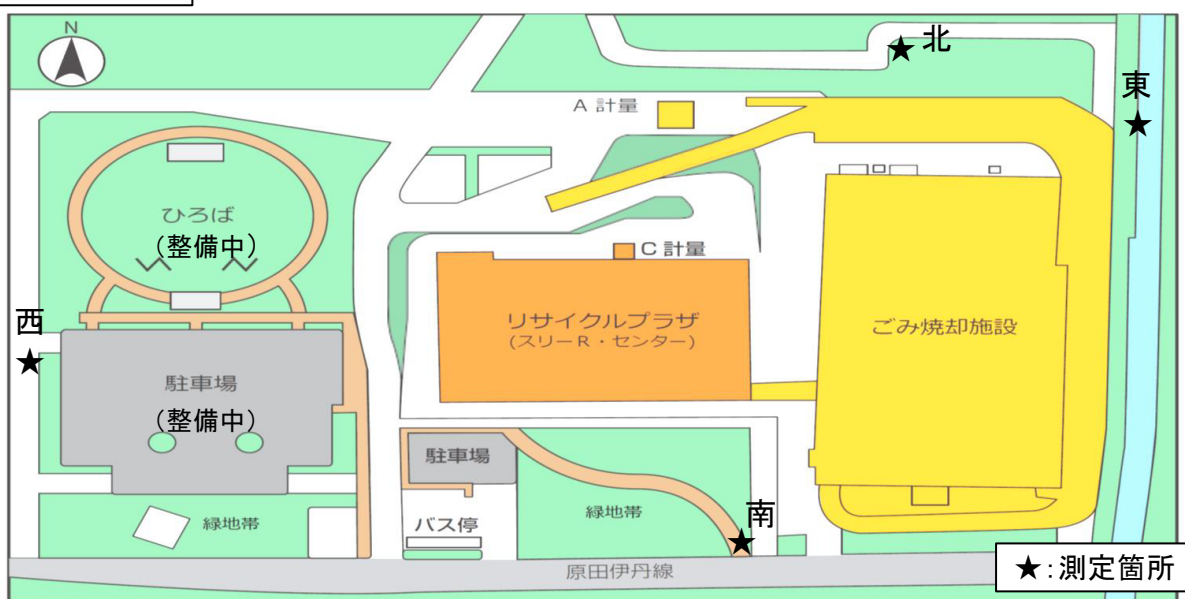 N
★北
東
★
A 計量
ひろば
(整備中)
C 計量
西
★
リサイクルプラザ
(スリーR・センター)
ごみ焼却施設
駐車場
(整備中)
駐車場
緑地帯
バス停
緑地帯
南
★
原田伊丹線
★:測定箇所